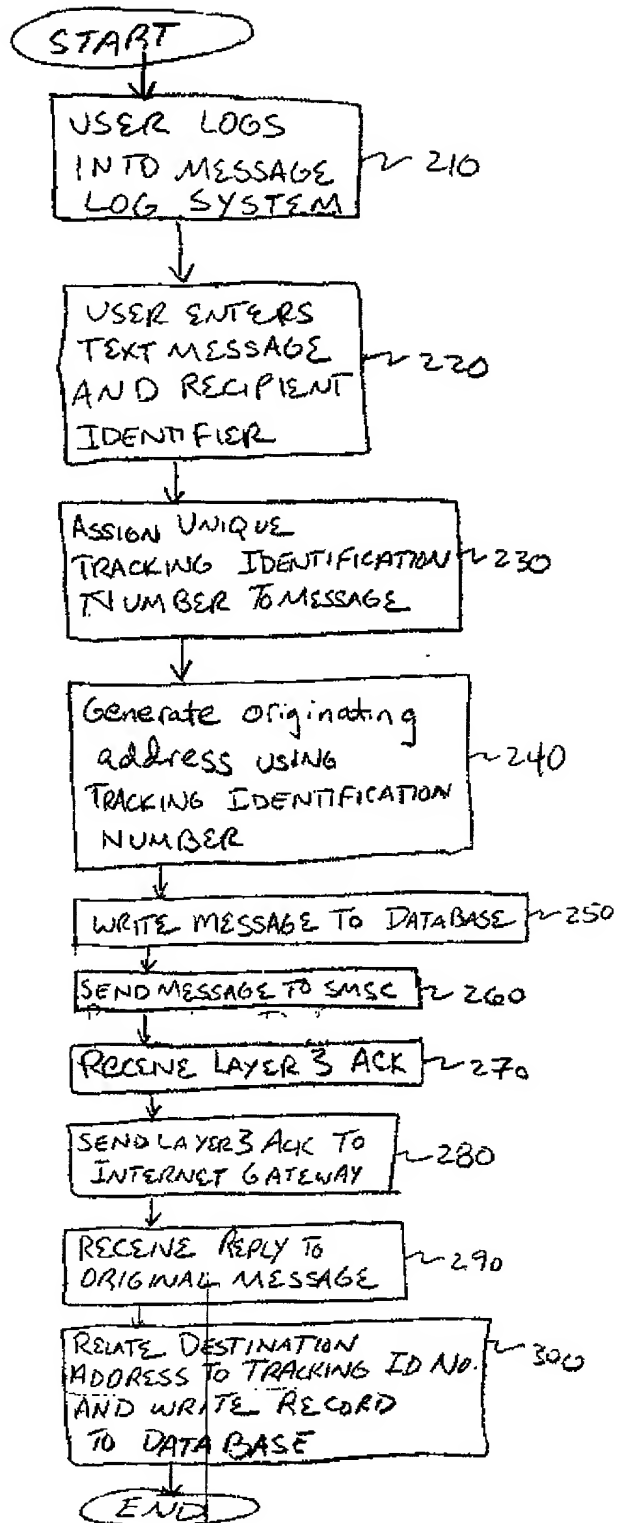 START
USER LOGS
INTO MESSAGE
LOG SYSTEM
210
USER ENTERS
TEXT MESSAGE
AND RECIPIENT
IDENTIFIER
220
ASSIGN UNIQUE
TRACKING IDENTIFICATION
NUMBER TO MESSAGE
230
Generate originating
address USING
TRACKING IDENTIFICATION
NUMBER
240
WRITE MESSAGE TO DATABASE
250
SEND MESSAGE TO SMSC
260
RECEIVE LAYER 3 ACK
270
SEND LAYER 3 ACK TO
INTERNET GATEWAY
280
RECEIVE REPLY TO
ORIGINAL MESSAGE
290
RELATE DESTINATION
ADDRESS TO TRACKING ID NO.
AND WRITE RECORD
TO DATABASE
300
END